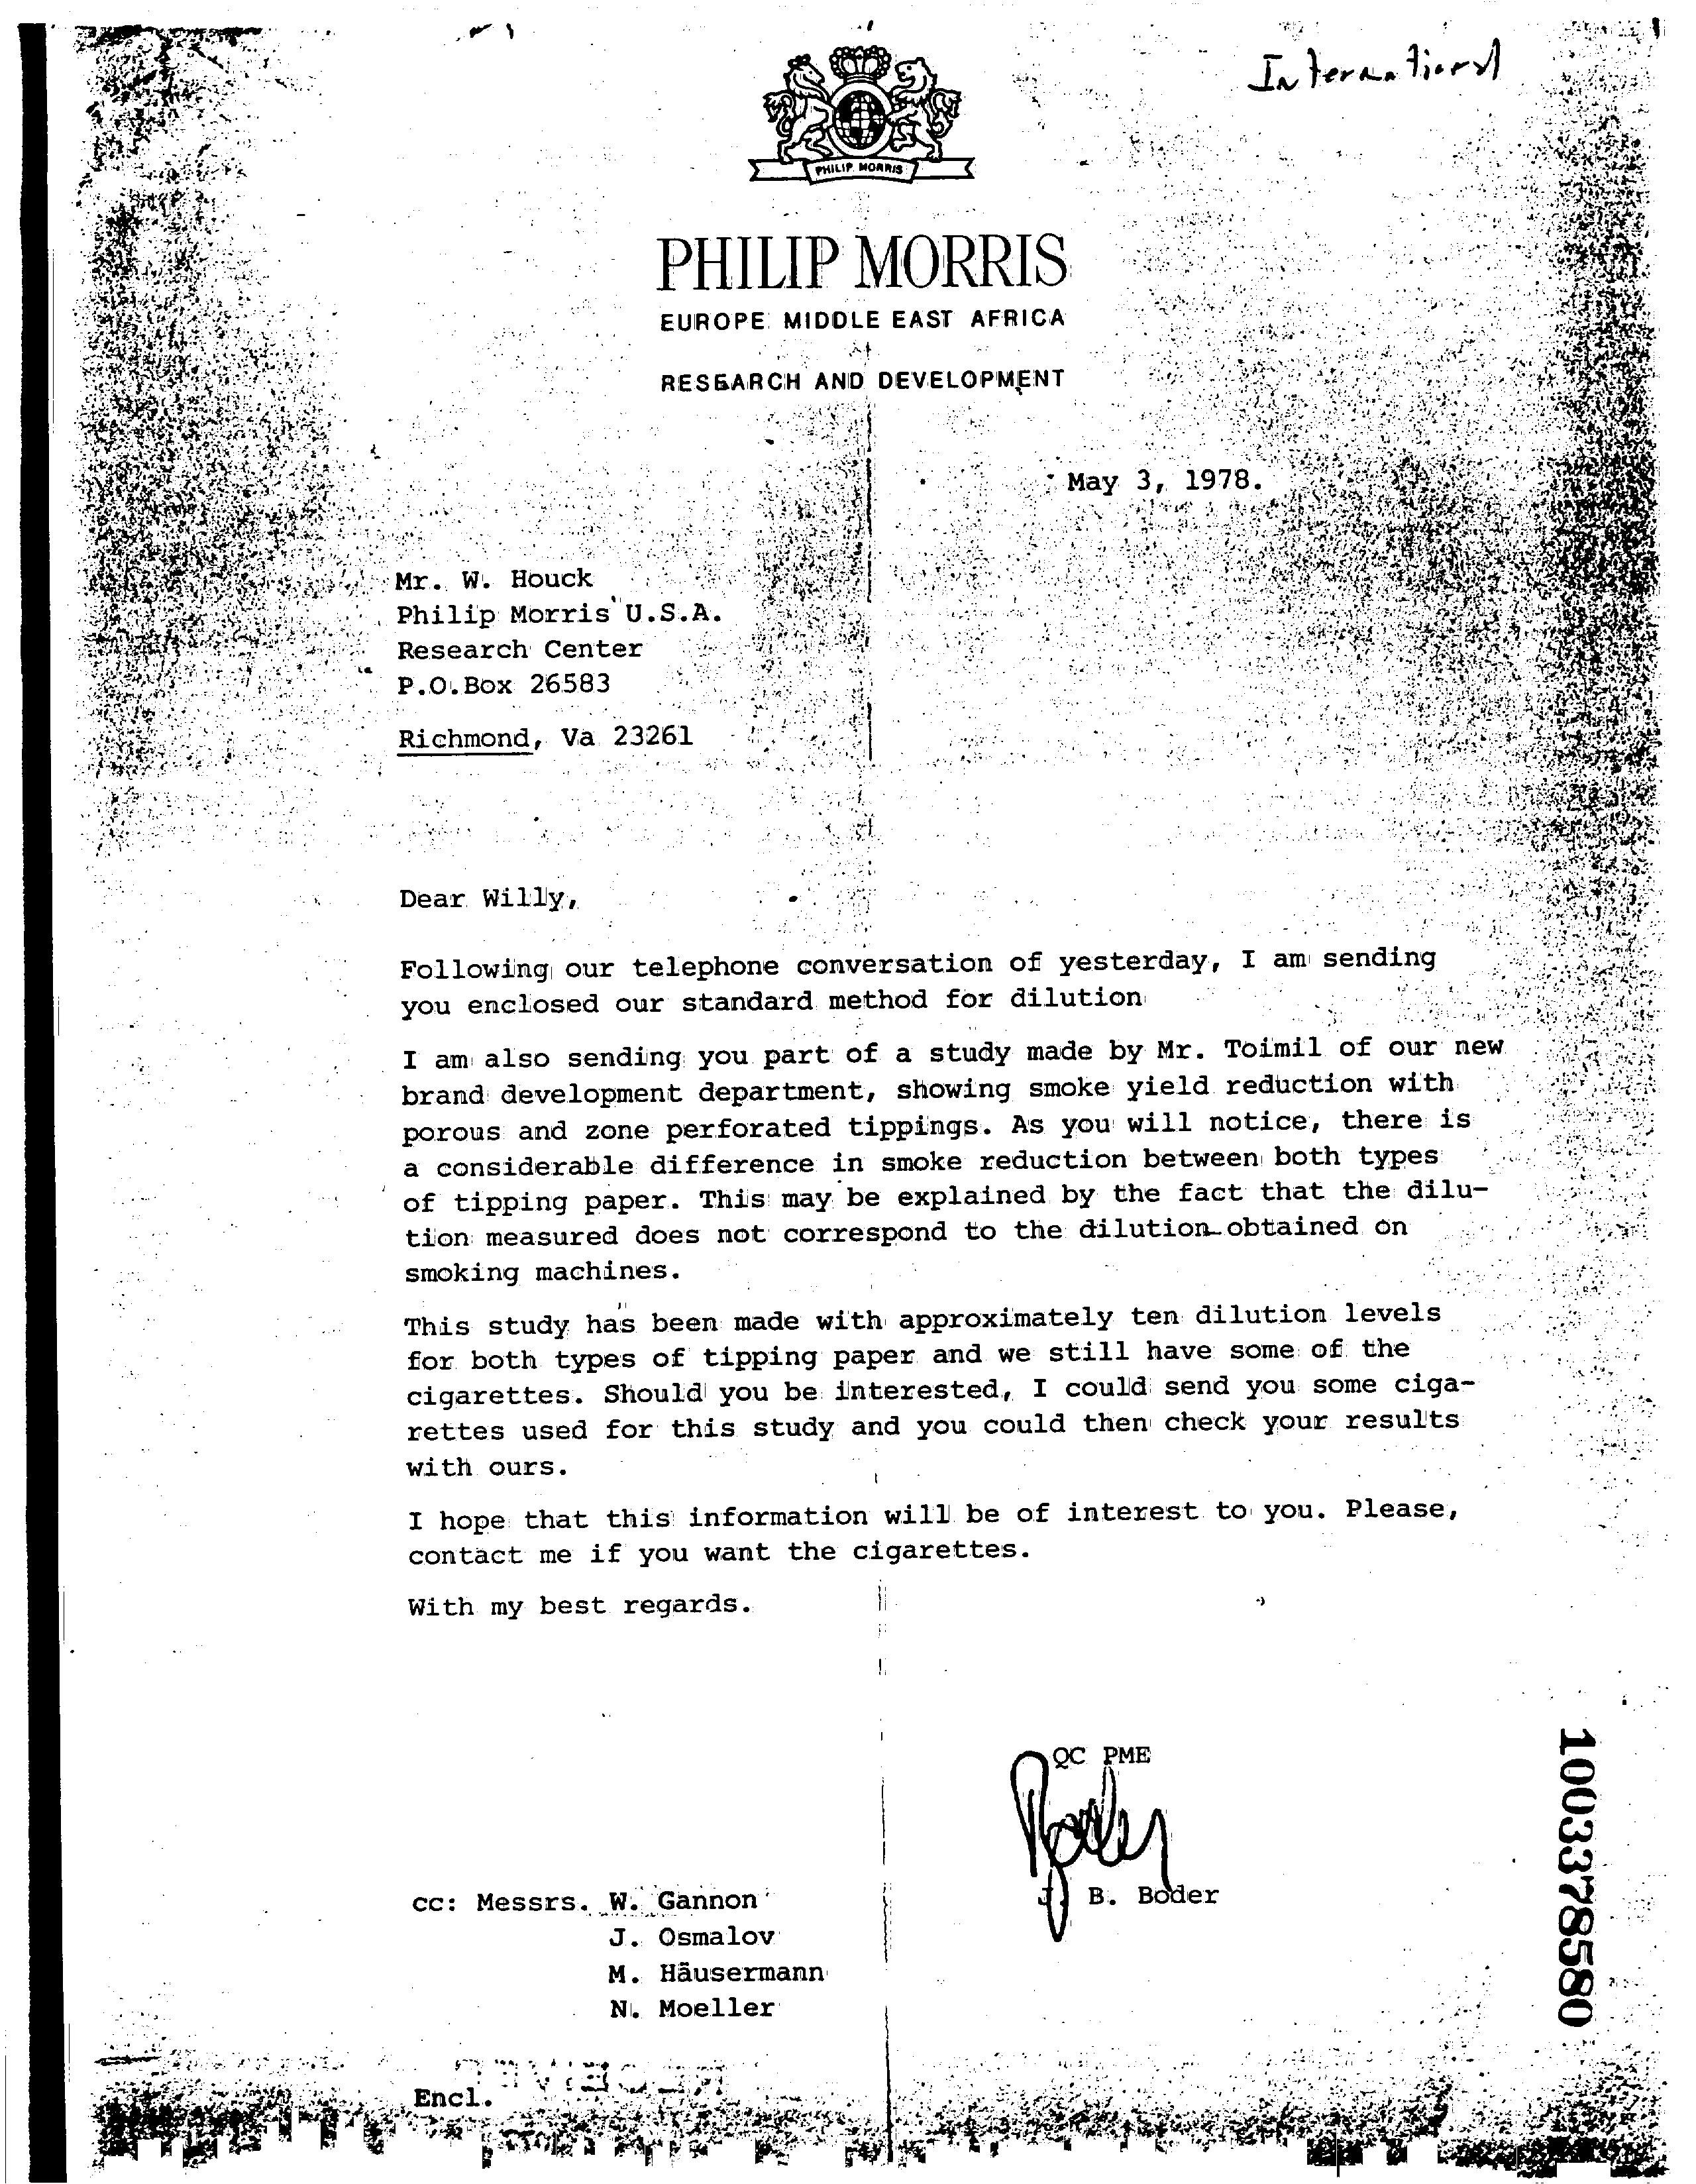 International
PHILIP MORRIS
PHILIP MORRIS
EUROPE MIDDLE EAST AFRICA
RESEARCH AND DEVELOPMENT
May 3, 1978.
Mr. W. Houck
Philip Morris U.S.A.
Research Center
P.O.Box 26583
Richmond, Va 23261
Dear Willy,
Following our telephone conversation of yesterday, I am sending
you enclosed our standard method for dilution
I am also sending you part of a study made by Mr. Toimil of our new
brand development department, showing smoke yield reduction with
porous and zone perforated tippings. As you will notice, there is
a considerable difference in smoke reduction between both types
of tipping paper. This may be explained by the fact that the dilu-
tion measured does not correspond to the dilution obtained on
smoking machines.
This study has been made with approximately ten dilution levels
for both types of tipping paper and we still have some of the
cigarettes. Should you be interested, I could send you some ciga-
rettes used for this study and you could then check your results
with ours.
I hope that this information will be of interest to you. Please,
contact me if you want the cigarettes.
With my best regards.
QC PME
Boder
J. B. Boder
cc: Messrs. W. Gannon
J. Osmalov
M. Häusermann
N. Moeller
Encl.
1003378580